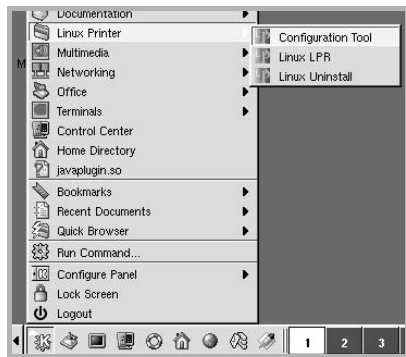 Documentation
Linux Printer
Multimedia
M
Networking
Office
Terminals
Control Center
Home Directory
javaplugin.so
Bookmarks
Recent Documents
Quick Browser
Run Command...
Configure Panel
Lock Screen
Logout
Configuration Tool
Linux LPR
Linux Uninstall
1 2 3